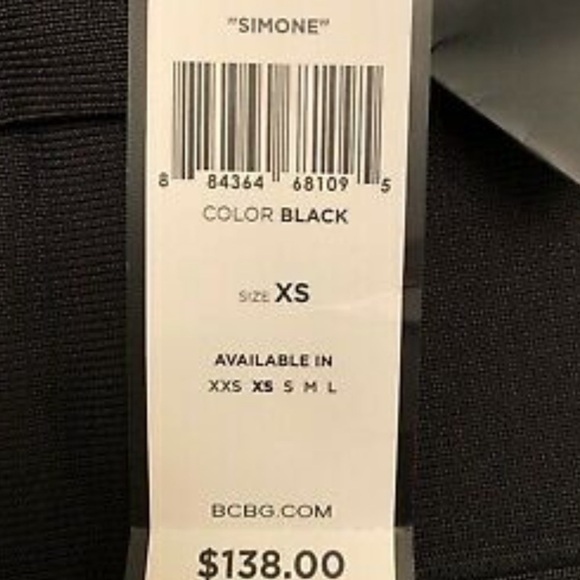 "SIMONE"
8 84364 68109 5
COLOR BLACK
SIZE XS
AVAILABLE IN
XXS XS S M L
BCBG.COM
$138.00